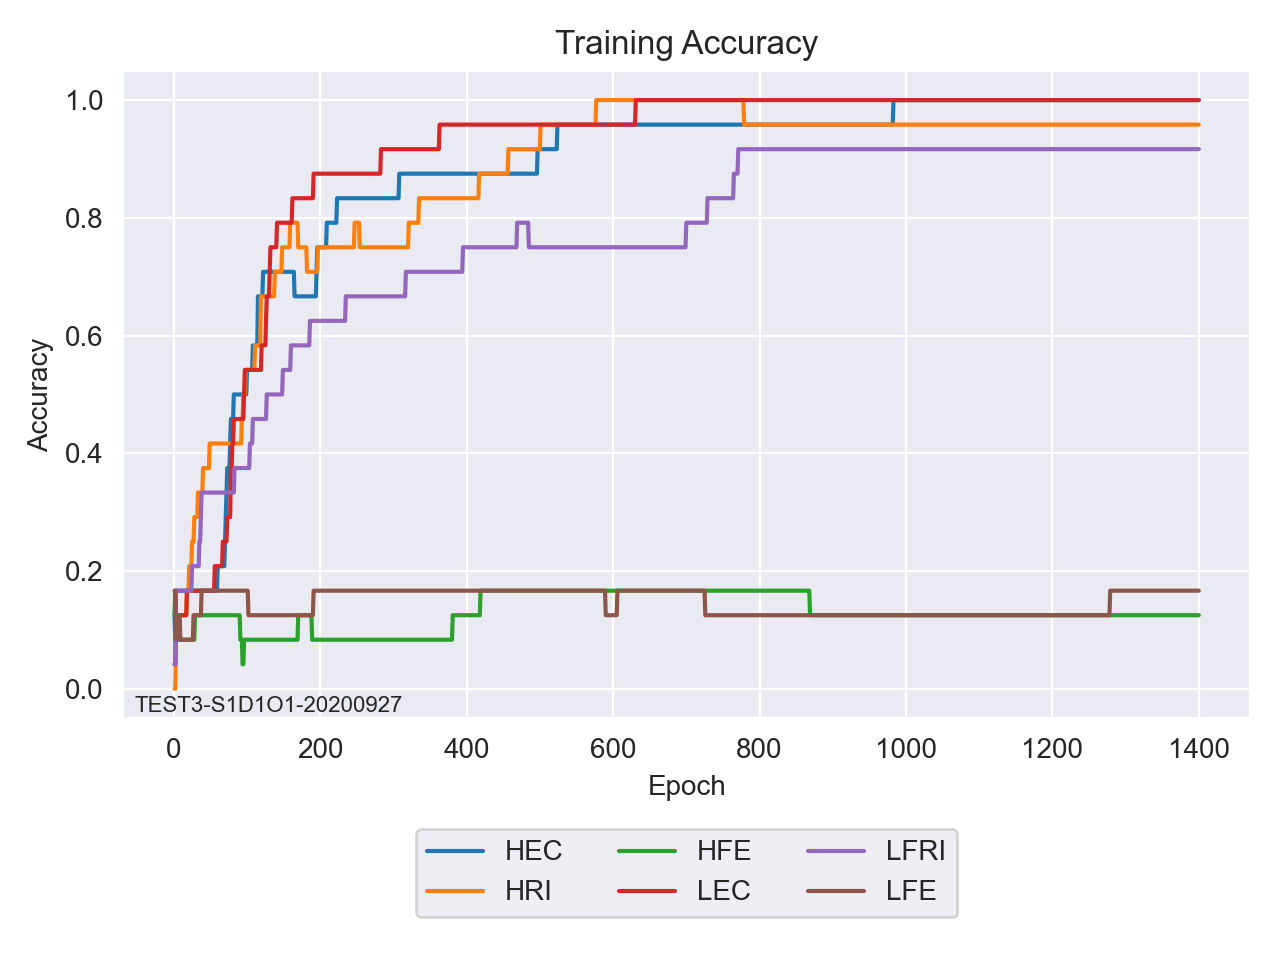 Training Accuracy
1.0
0.8
0.6
0.4
0.2
0.0
Accuracy
TEST3-S1D1O1-20200927
0 200 400 600 800 1000 1200 1400
Epoch
HEC HFE LFRI
HRI LEC LFE